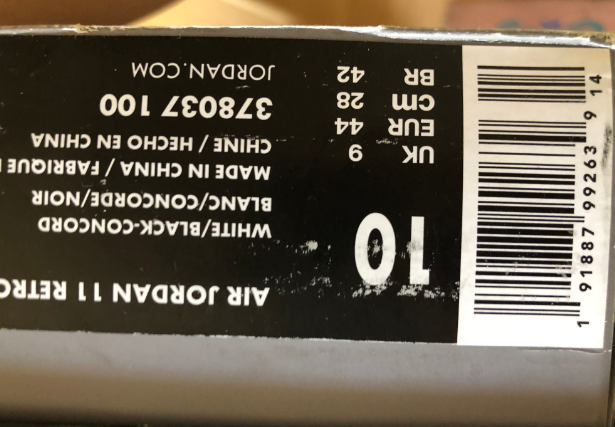 AIR JORDAN 11 RETRO
WHITE/BLACK-CONCORD
BLANC/CONCORDE/NOIR
MADE IN CHINA / FABRIQUÉ
CHINE / HECHO EN CHINA
378037 100
JORDAN.COM
10
UK 9
EUR 44
cm 28
BR 42
1 91887 99263 9 14